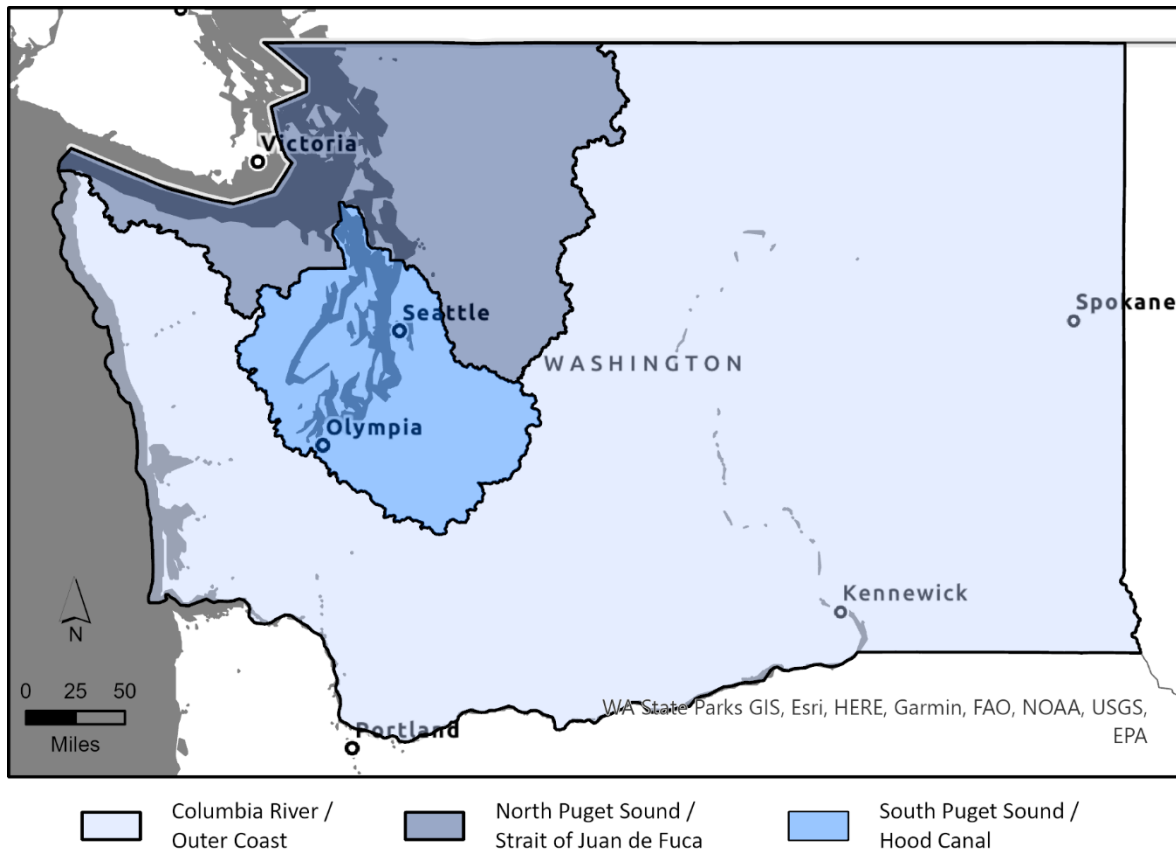 Victoria
Seattle
Spokane
WASHINGTON
Olympia
Kennewick
N
0 25 50
Miles
Portland
WA State Parks GIS, Esri, HERE, Garmin, FAO, NOAA, USGS,
EPA
Columbia River /
Outer Coast
North Puget Sound /
Strait of Juan de Fuca
South Puget Sound /
Hood Canal